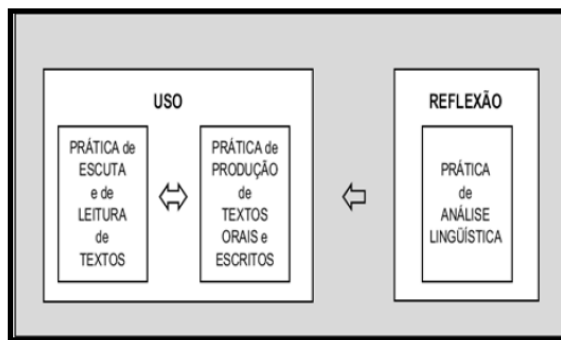 USO
PRÁTICA de
ESCUTA
e de
LEITURA
de
TEXTOS
PRÁTICA de
PRODUÇÃO
de
TEXTOS
ORAIS e
ESCRITOS
REFLEXÃO
PRÁTICA
de
ANÁLISE
LINGÜÍSTICA